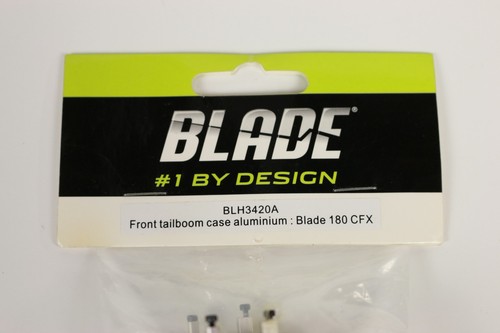 BLADE®
#1 BY DESIGN
BLH3420A
Front tailboom case aluminium : Blade 180 CFX